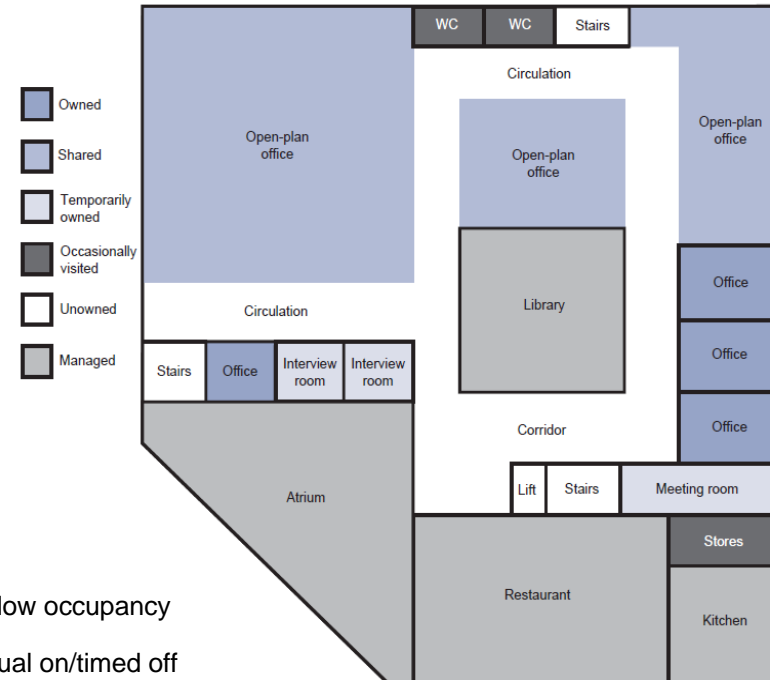 WC
WC
Stairs
Circulation
Owned
Shared
Temporarily
owned
Occasionally
visited
Unowned
Managed
Open-plan
office
Open-plan
office
Open-plan
office
Office
Library
Circulation
Office
Stairs
Office
Interview
room
Interview
room
Office
Corridor
Lift
Stairs
Meeting room
Atrium
Stores
Restaurant
Kitchen
low occupancy
ual on/timed off